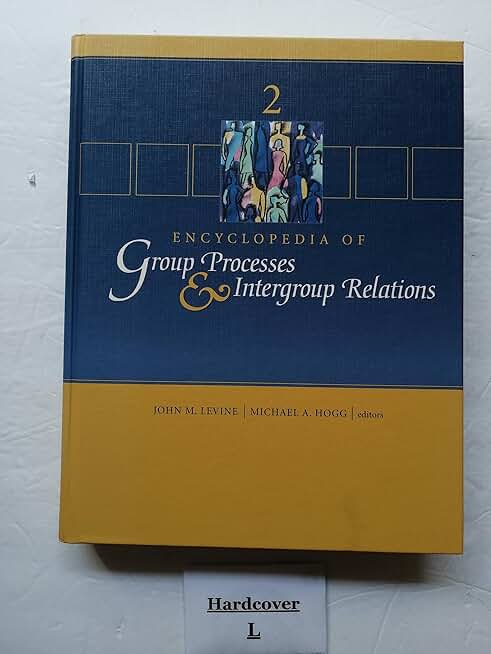 2
ENCYCLOPEDIA OF
Group Processes
& Intergroup Relations
JOHN M. LEVINE | MICHAEL A. HOGG | editors
Hardcover
L